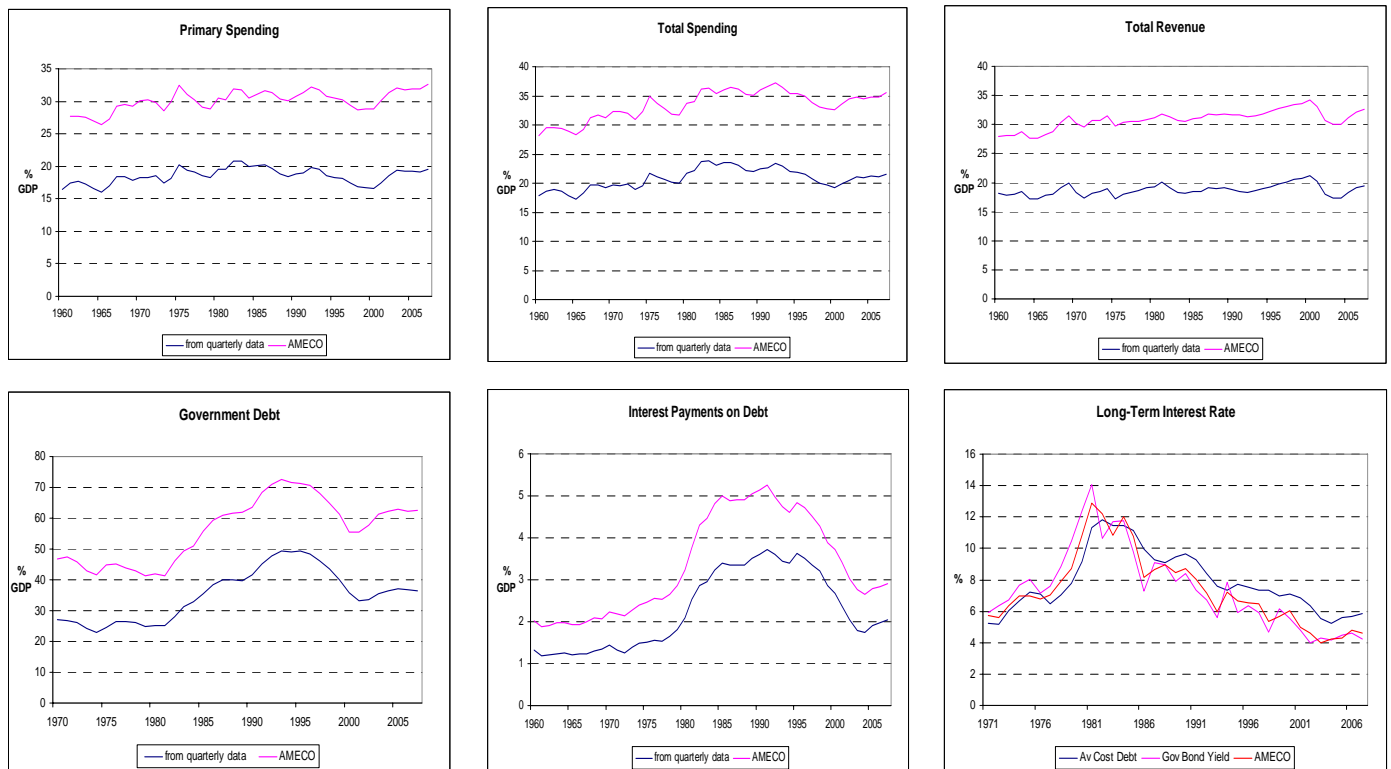 Primary Spending
35
30
25
20
%
GDP
15
10
5
0
1960 1965 1970 1975 1980 1985 1990 1995 2000 2005
from quarterly data AMECO
Total Spending
40
35
30
25
%
GDP
20
15
10
5
0
1960 1965 1970 1975 1980 1985 1990 1995 2000 2005
from quarterly data AMECO
Total Revenue
40
35
30
25
%
GDP
20
15
10
5
0
1960 1965 1970 1975 1980 1985 1990 1995 2000 2005
from quarterly data AMECO
Government Debt
80
70
60
50
%
GDP
40
30
20
10
0
1970 1975 1980 1985 1990 1995 2000 2005
from quarterly data AMECO
Interest Payments on Debt
6
5
4
%
GDP
3
2
1
0
1960 1965 1970 1975 1980 1985 1990 1995 2000 2005
from quarterly data AMECO
Long-Term Interest Rate
16
14
12
10
%
8
6
4
2
0
1971 1976 1981 1986 1991 1996 2001 2006
Av Cost Debt Gov Bond Yield AMECO